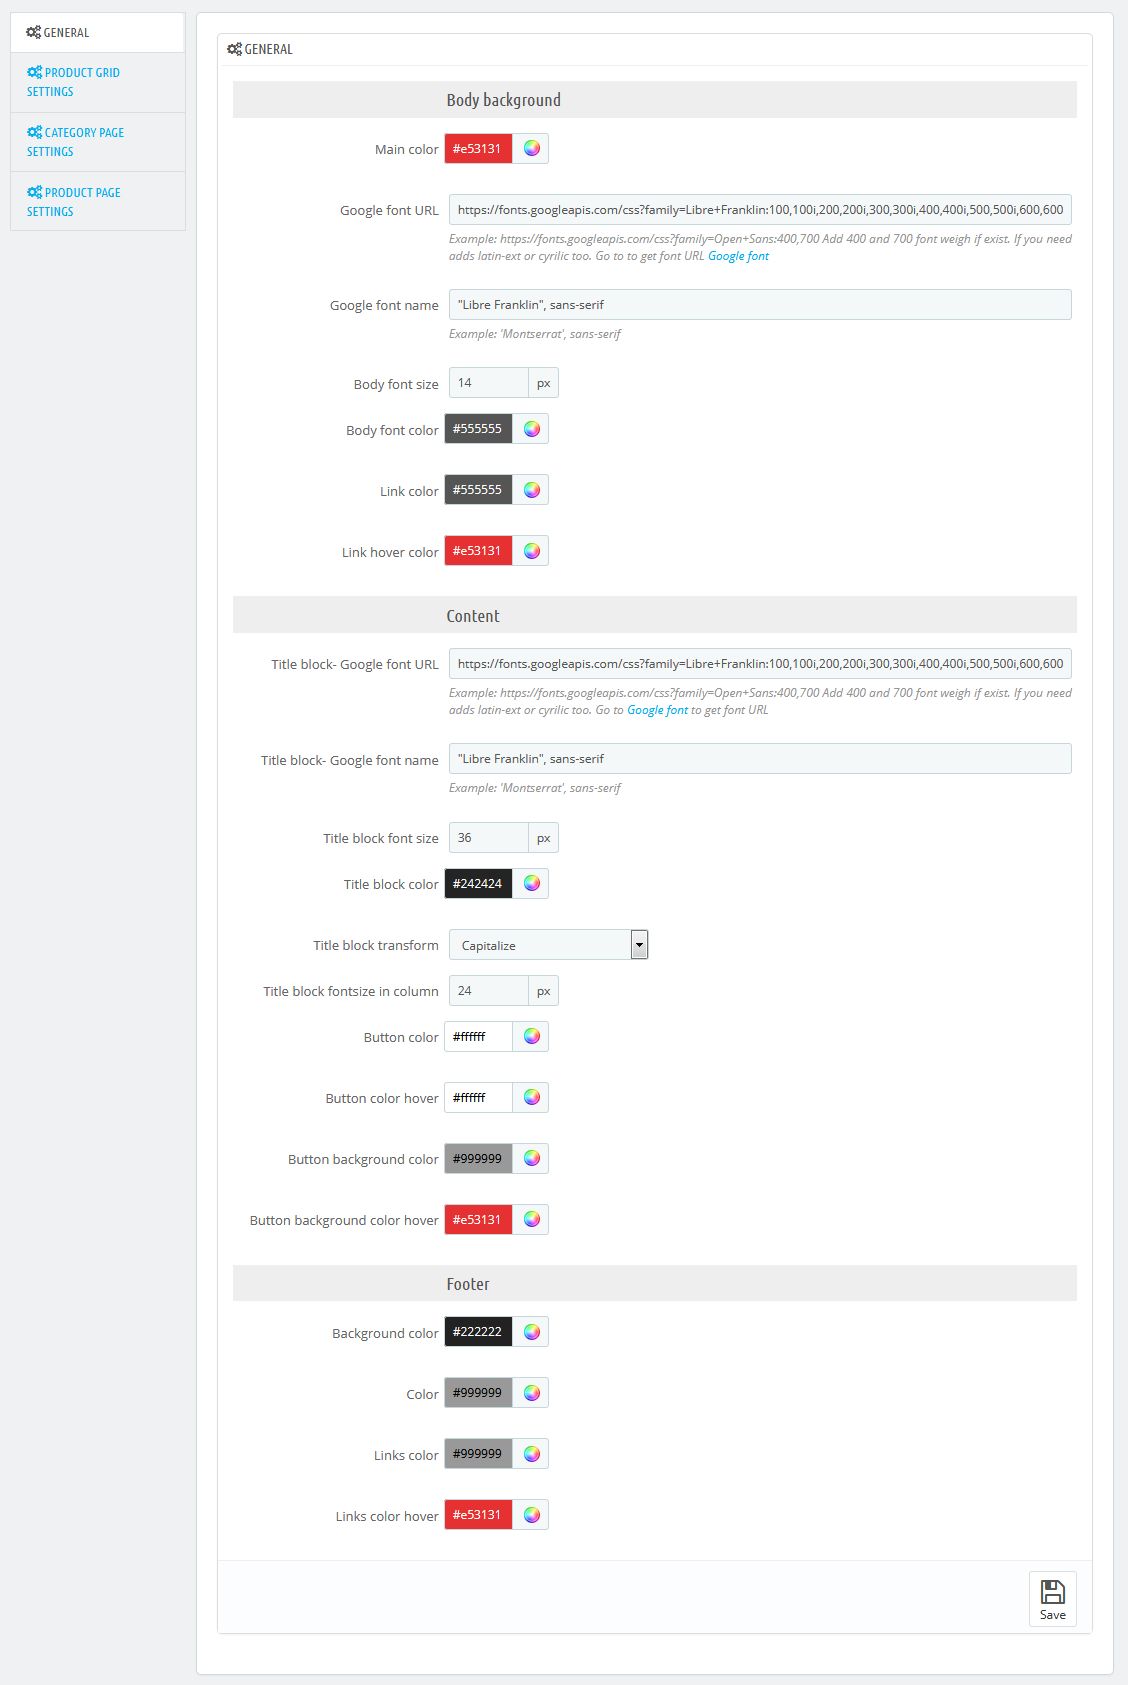 GENERAL
PRODUCT GRID
SETTINGS
CATEGORY PAGE
SETTINGS
PRODUCT PAGE
SETTINGS
GENERAL
Body background
Main color #e53131
Google font URL https://fonts.googleapis.com/css?family=Libre+Franklin:100,100i,200,200i,300,300i,400,400i,500,500i,600,600
Example: https://fonts.googleapis.com/css?family=Open+Sans:400,700 Add 400 and 700 font weigh if exist. If you need
adds latin-ext or cyrilic too. Go to to get font URL Google font
Google font name "Libre Franklin", sans-serif
Example: 'Montserrat', sans-serif
Body font size 14 px
Body font color #555555
Link color #555555
Link hover color #e53131
Content
Title block- Google font URL https://fonts.googleapis.com/css?family=Libre+Franklin:100,100i,200,200i,300,300i,400,400i,500,500i,600,600
Example: https://fonts.googleapis.com/css?family=Open+Sans:400,700 Add 400 and 700 font weigh if exist. If you need
adds latin-ext or cyrilic too. Go to Google font to get font URL
Title block- Google font name "Libre Franklin", sans-serif
Example: 'Montserrat', sans-serif
Title block font size 36 px
Title block color #242424
Title block transform Capitalize
Title block fontsize in column 24 px
Button color #ffffff
Button color hover #ffffff
Button background color #999999
Button background color hover #e53131
Footer
Background color #222222
Color #999999
Links color #999999
Links color hover #e53131
Save